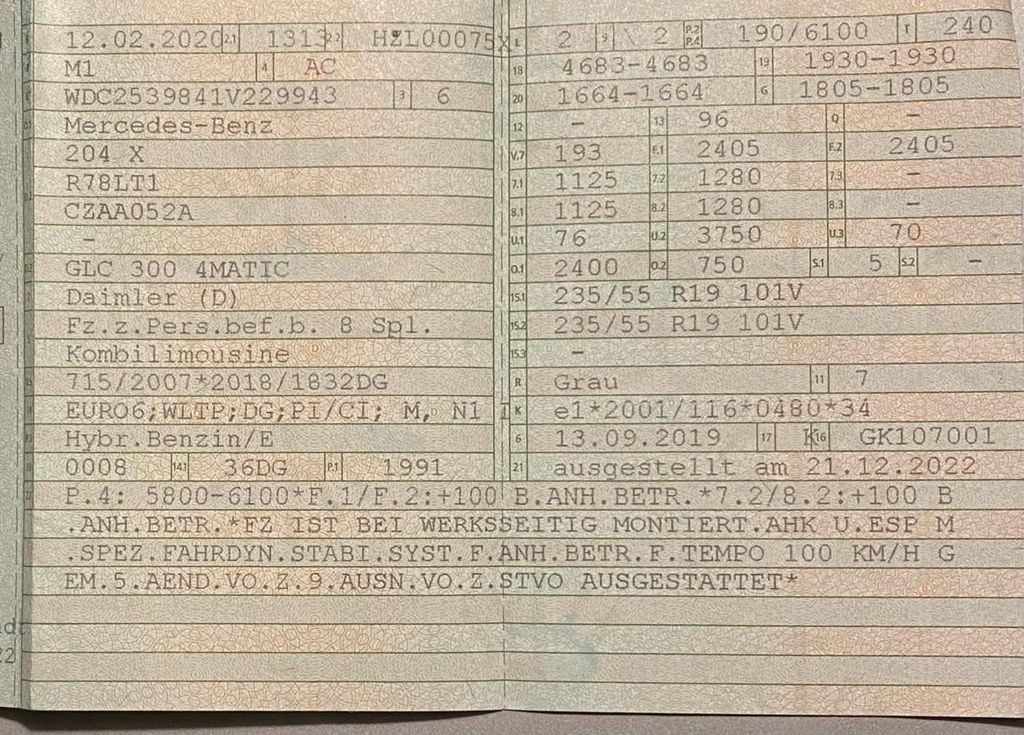 12.02.2020 2.1 1313 2.2 HZL00075X L 2 9 \ 2 P.2 P.4 190/6100 T 240
M1 4 AC 18 4683-4683 19 1930-1930
WDC2539841V229943 3 6 20 1664-1664 G 1805-1805
Mercedes-Benz 12 - 13 96 Q -
204 X V.7 193 F.1 2405 F.2 2405
R78LT1 7.1 1125 7.2 1280 7.3 -
CZAA052A 8.1 1125 8.2 1280 8.3 -
- U.1 76 U.2 3750 U.3 70
GLC 300 4MATIC O.1 2400 O.2 750 S.1 5 S.2 -
Daimler (D) 15.1 235/55 R19 101V
Fz.z.Pers.bef.b. 8 Spl. 15.2 235/55 R19 101V
Kombilimousine 15.3 -
715/2007*2018/1832DG R Grau 11 7
EURO6;WLTP;DG;PI/CI; M, N1 I K e1*2001/116*0480*34
Hybr.Benzin/E 6 13.09.2019 17 K 16 GK107001
0008 14.1 36DG P.1 1991 21 ausgestellt am 21.12.2022
P.4: 5800-6100*F.1/F.2:+100 B.ANH.BETR.*7.2/8.2:+100 B
.ANH.BETR.*FZ IST BEI WERKSSEITIG MONTIERT.AHK U.ESP M
.SPEZ.FAHRDYN.STABI.SYST.F.ANH.BETR.F.TEMPO 100 KM/H G
EM.5.AEND.VO.Z.9.AUSN.VO.Z.STVO AUSGESTATTET*